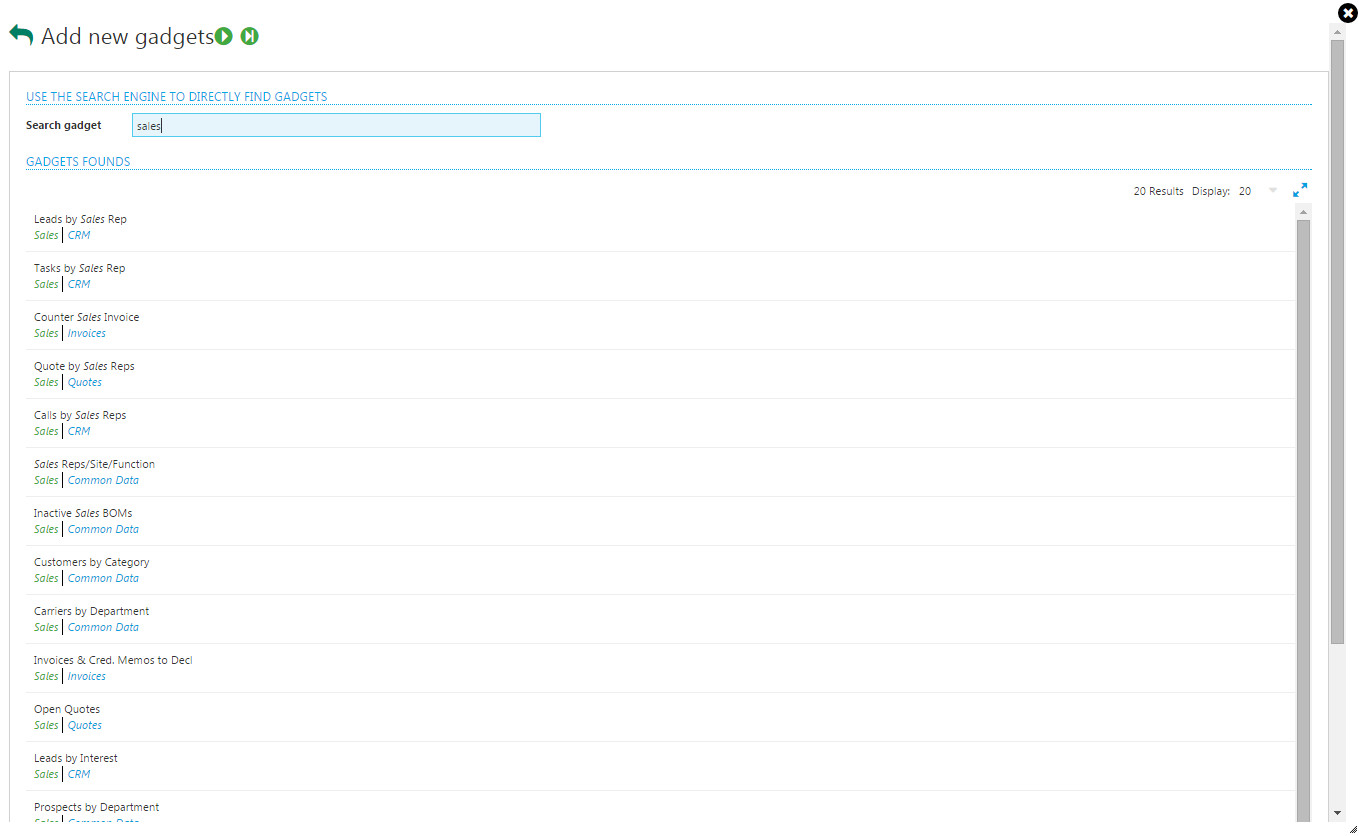 Add new gadgets
USE THE SEARCH ENGINE TO DIRECTLY FIND GADGETS
Search gadget sales
GADGETS FOUNDS
20 Results Display: 20
Leads by Sales Rep
Sales | CRM
Tasks by Sales Rep
Sales | CRM
Counter Sales Invoice
Sales | Invoices
Quote by Sales Reps
Sales | Quotes
Calls by Sales Reps
Sales | CRM
Sales Reps/Site/Function
Sales | Common Data
Inactive Sales BOMs
Sales | Common Data
Customers by Category
Sales | Common Data
Carriers by Department
Sales | Common Data
Invoices & Cred. Memos to Decl
Sales | Invoices
Open Quotes
Sales | Quotes
Leads by Interest
Sales | CRM
Prospects by Department
Sales | Common Data